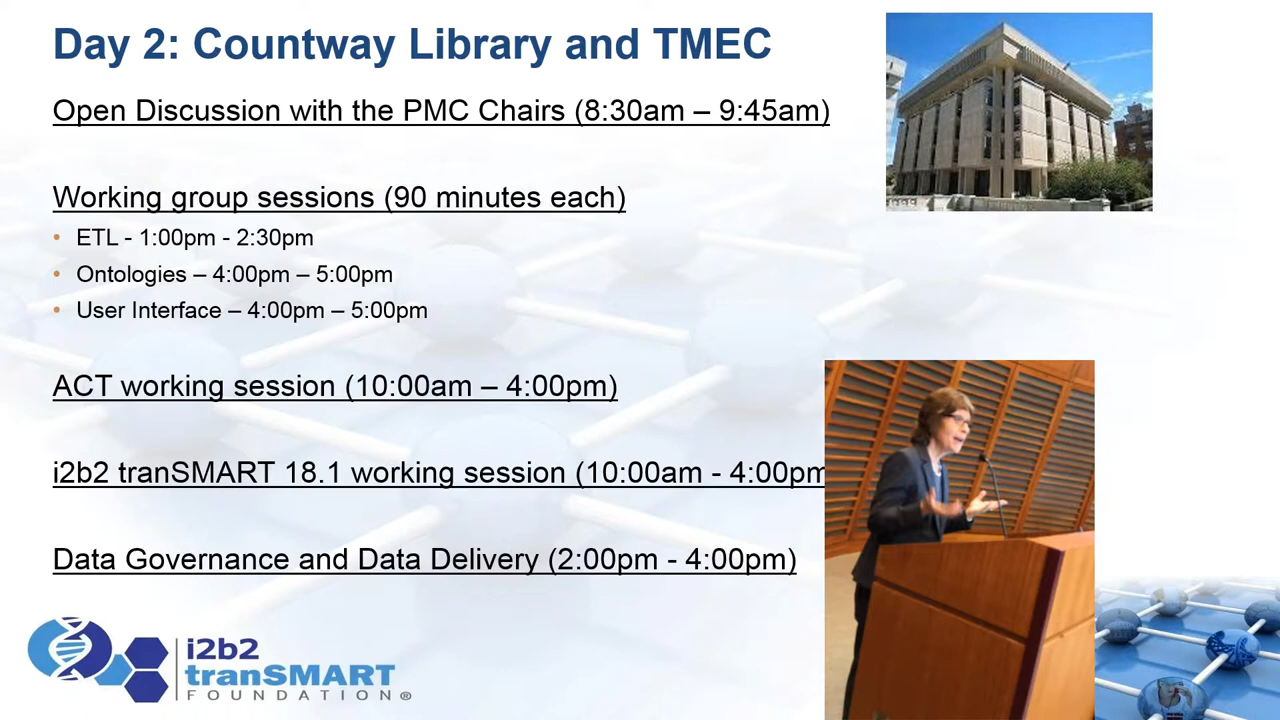 Day 2: Countway Library and TMEC
Open Discussion with the PMC Chairs (8:30am – 9:45am)
Working group sessions (90 minutes each)
• ETL - 1:00pm - 2:30pm
• Ontologies – 4:00pm – 5:00pm
• User Interface – 4:00pm – 5:00pm
ACT working session (10:00am – 4:00pm)
i2b2 tranSMART 18.1 working session (10:00am - 4:00pm
Data Governance and Data Delivery (2:00pm - 4:00pm)
i2b2
tranSMART
FOUNDATION®